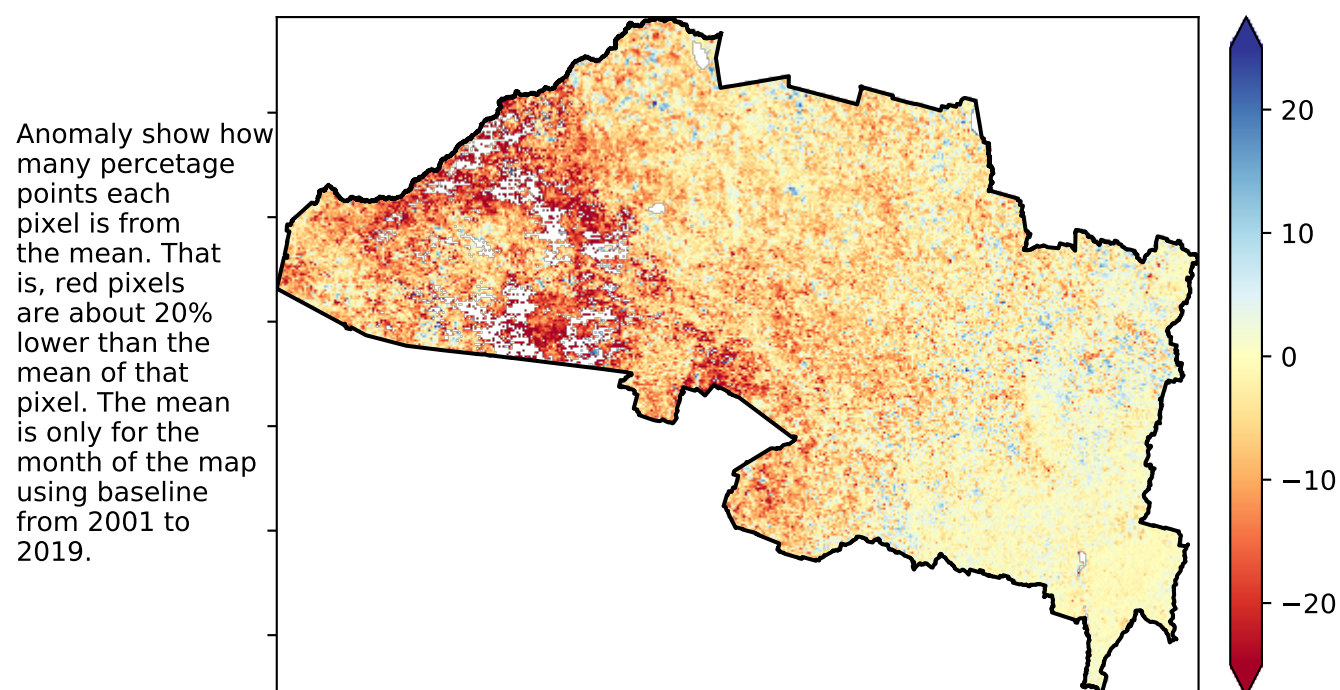 Anomaly show how
many percetage
points each
pixel is from
the mean. That
is, red pixels
are about 20%
lower than the
mean of that
pixel. The mean
is only for the
month of the map
using baseline
from 2001 to
2019.
20
10
0
−10
−20